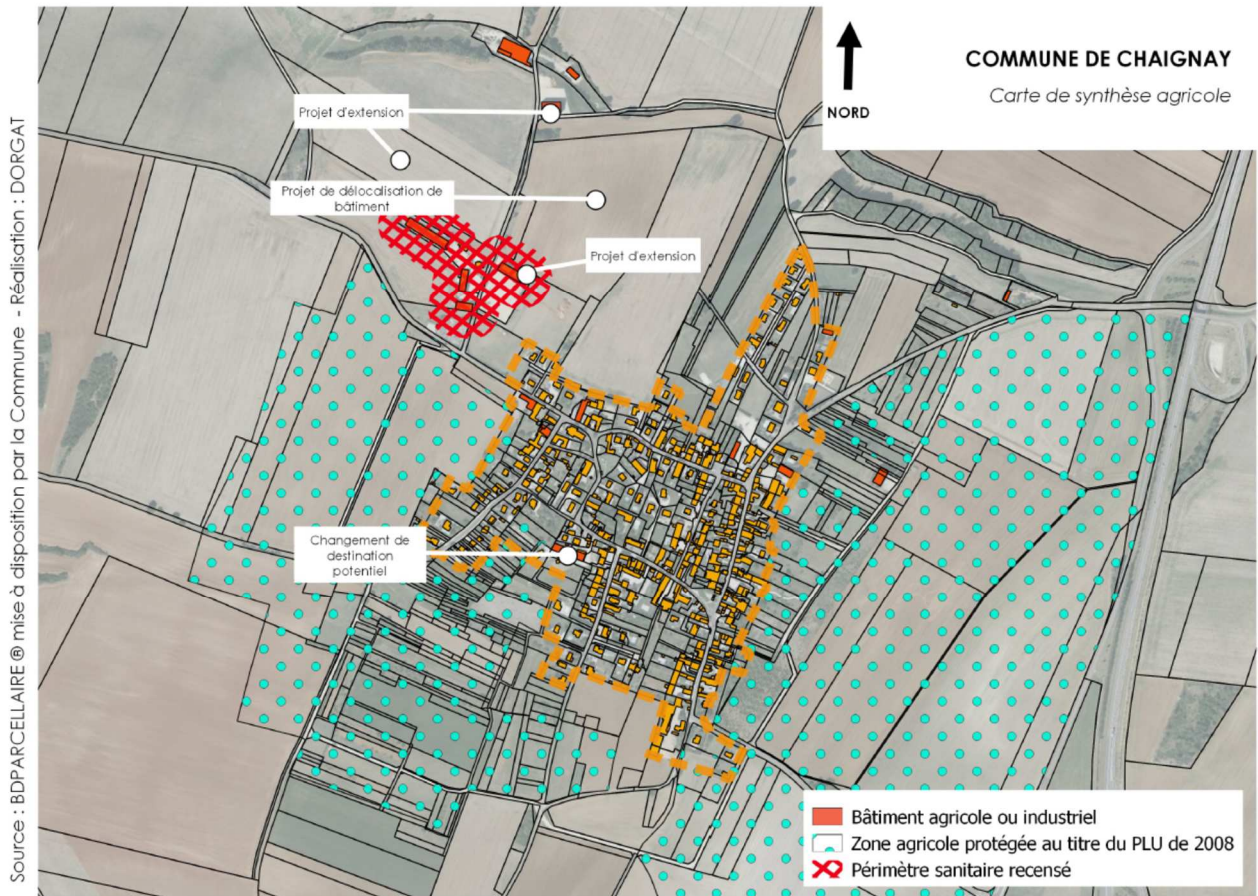 COMMUNE DE CHAIGNAY
Carte de synthèse agricole
NORD
Projet d'extension
Projet de délocalisation de
bâtiment
Projet d'extension
Changement de
destination
potentiel
Bâtiment agricole ou industriel
Zone agricole protégée au titre du PLU de 2008
Périmètre sanitaire recensé
Source : BDPARCELLAIRE ® mise à disposition par la Commune - Réalisation : DORGAT